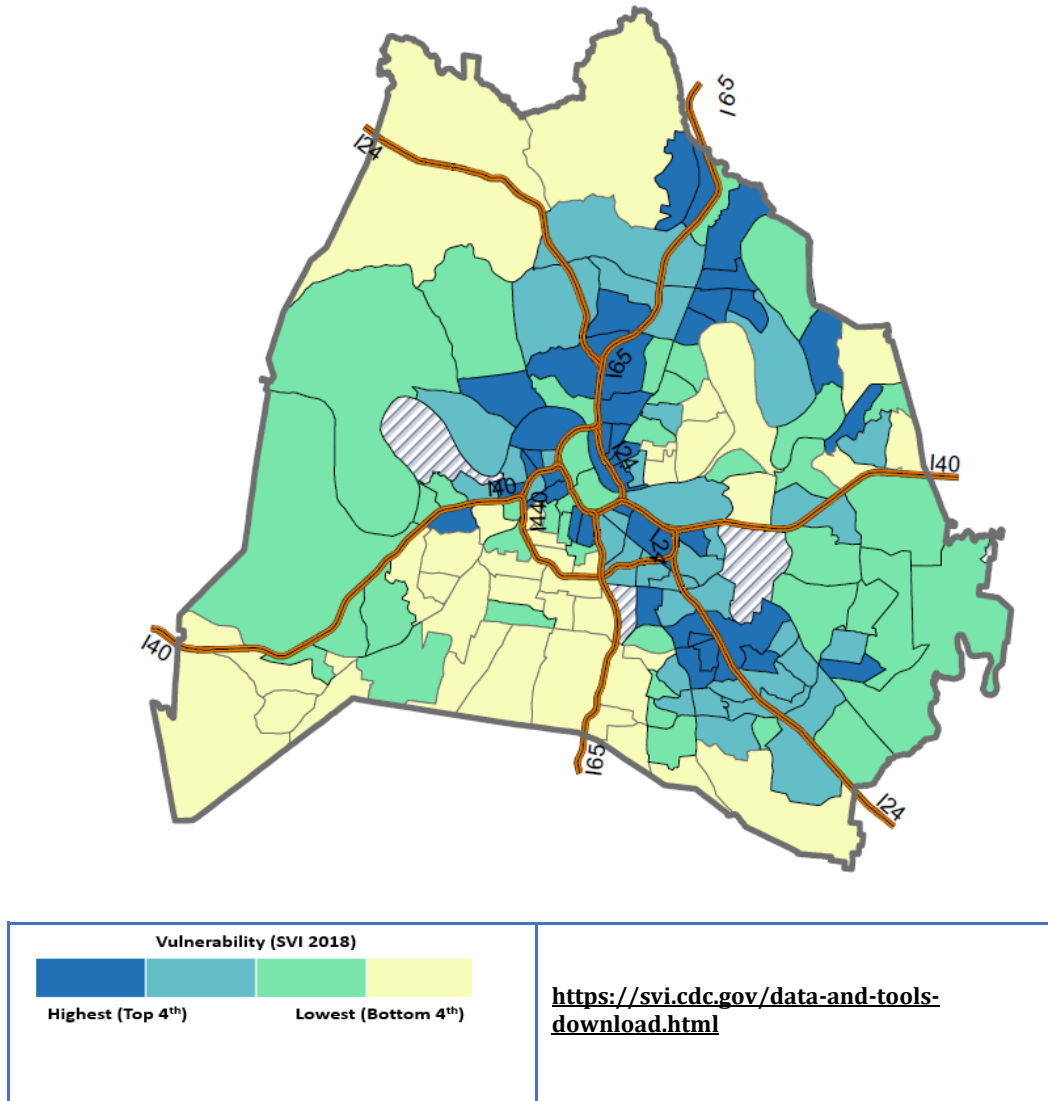 I65
I24
I65
I24
I40
I40
I440
I24
I40
I65
I24
Vulnerability (SVI 2018)
Highest (Top 4th)
Lowest (Bottom 4th)
https://svi.cdc.gov/data-and-tools-
download.html